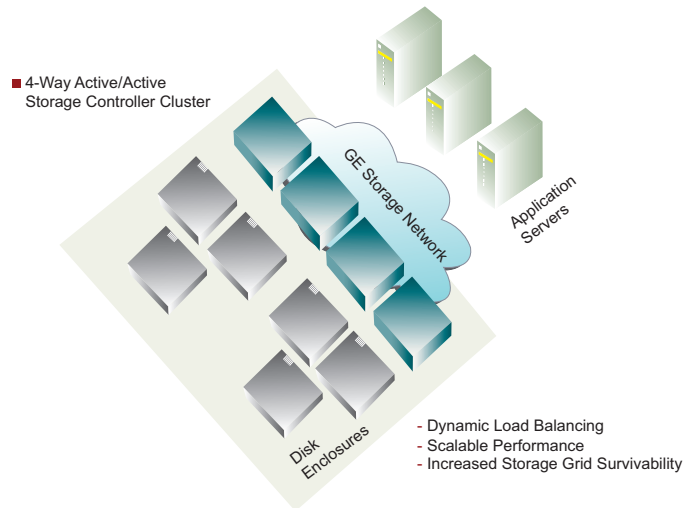 4-Way Active/Active
Storage Controller Cluster
GE Storage Network
Application
Servers
Disk
Enclosures
- Dynamic Load Balancing
- Scalable Performance
- Increased Storage Grid Survivability